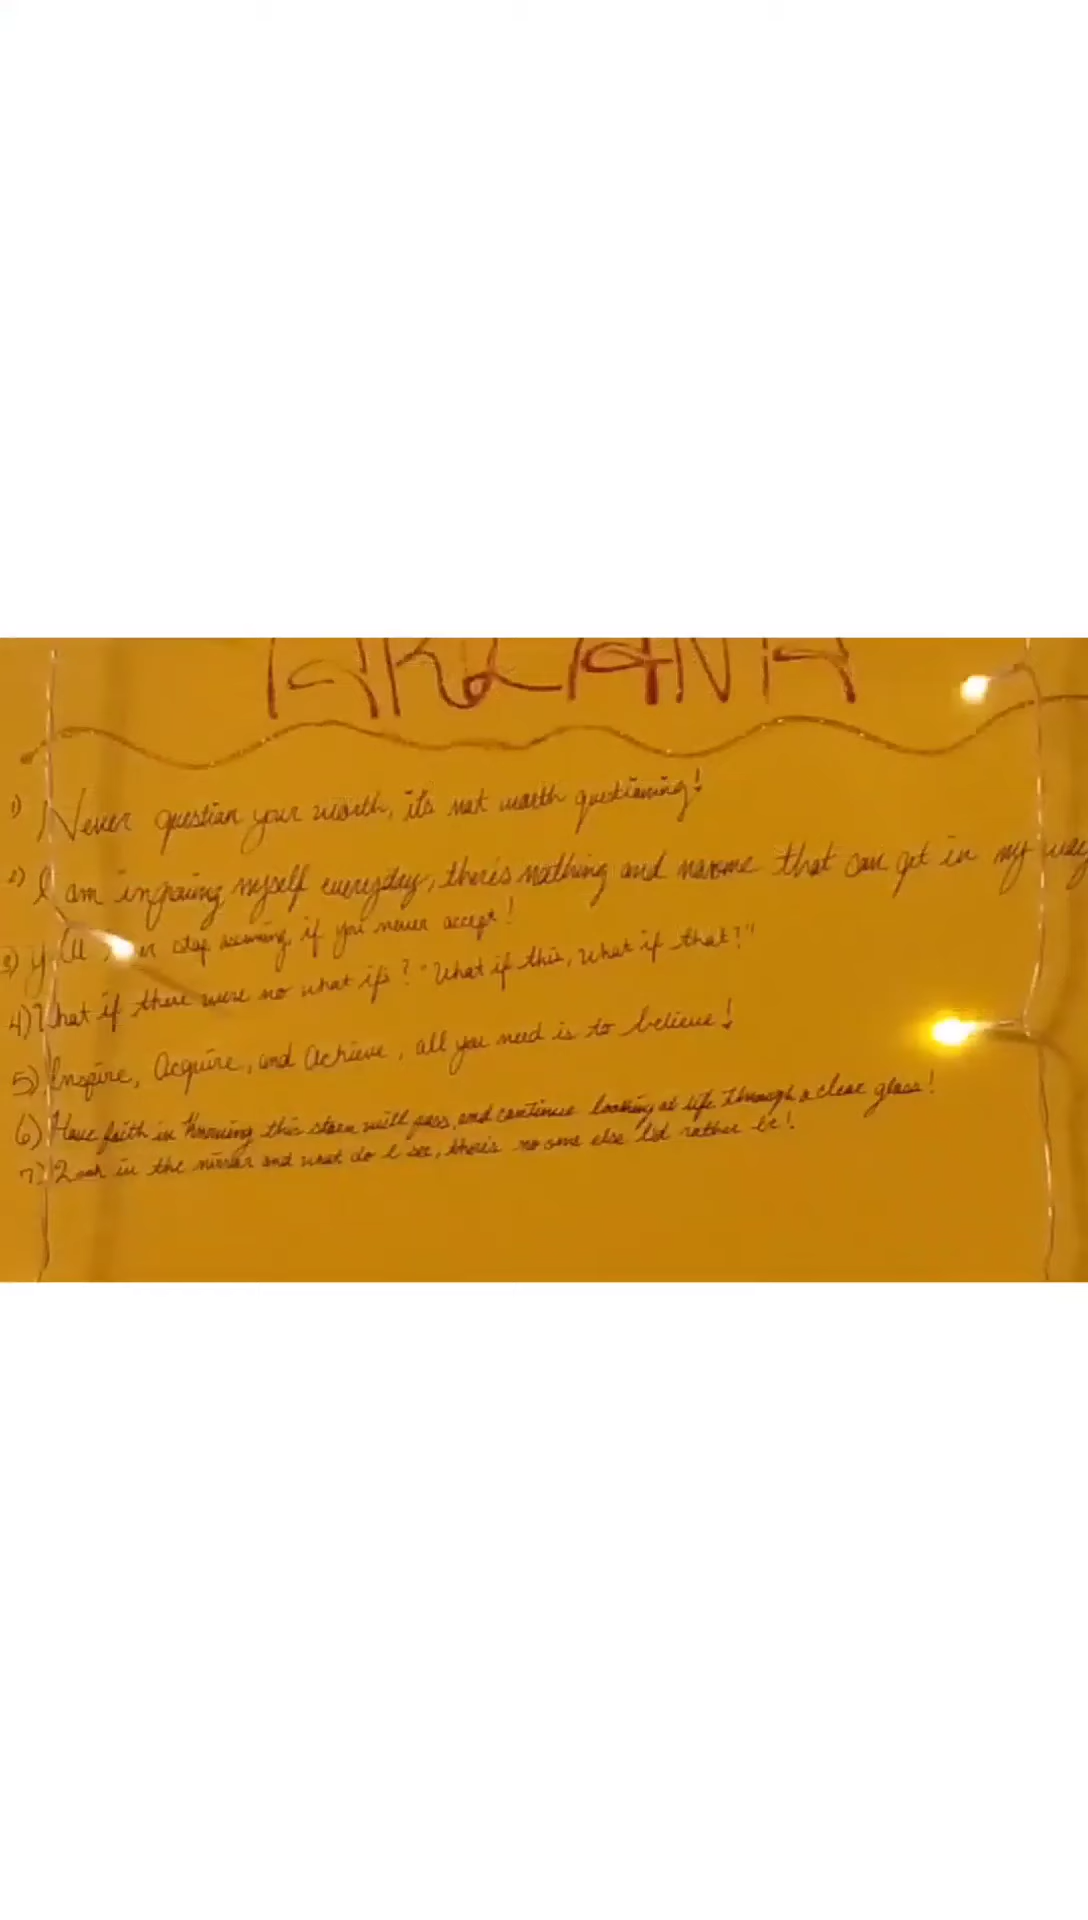 1) Never question your worth, it's not worth questioning!
2) I am ingraing myself everyday, there's nothing and noone that can get in my way
3) stop assuming, if you never accept!
4) What if there were no what ifs? "What if this, What if that?"
5) Inspire, Acquire, and Achieve, all you need is to believe!
6) Have faith in knowing this storm will pass, and continue looking at life through a clear glass!
7) Look in the mirror and what do I see, there's no one else I'd rather be!